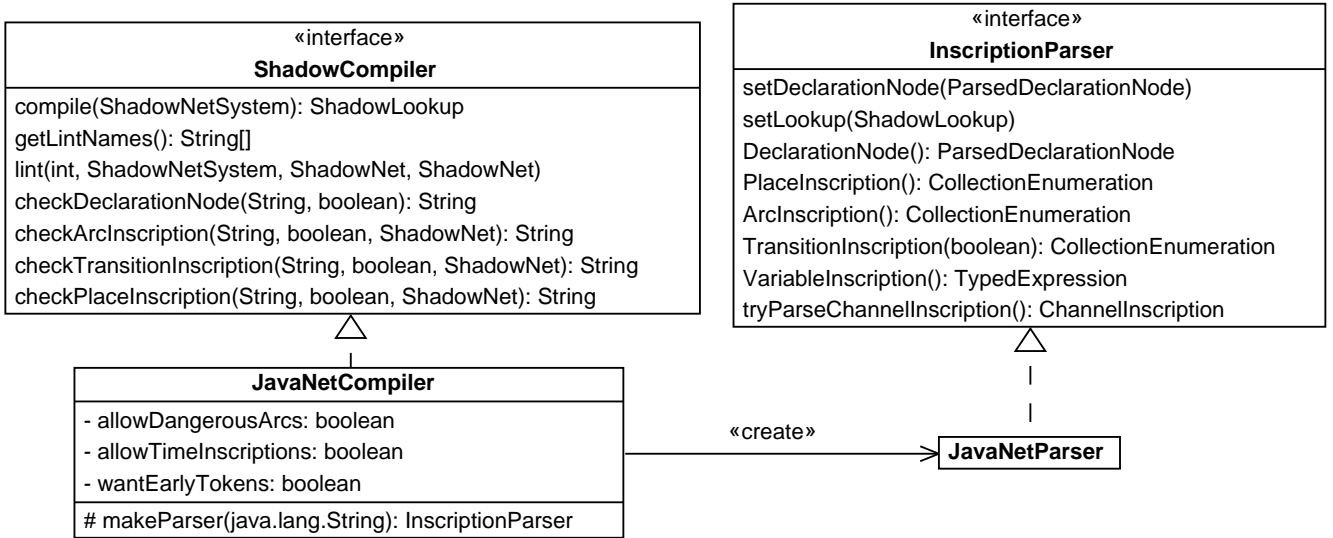 «interface»
ShadowCompiler
compile(ShadowNetSystem): ShadowLookup
getLintNames(): String[]
lint(int, ShadowNetSystem, ShadowNet, ShadowNet)
checkDeclarationNode(String, boolean): String
checkArcInscription(String, boolean, ShadowNet): String
checkTransitionInscription(String, boolean, ShadowNet): String
checkPlaceInscription(String, boolean, ShadowNet): String
«interface»
InscriptionParser
setDeclarationNode(ParsedDeclarationNode)
setLookup(ShadowLookup)
DeclarationNode(): ParsedDeclarationNode
PlaceInscription(): CollectionEnumeration
ArcInscription(): CollectionEnumeration
TransitionInscription(boolean): CollectionEnumeration
VariableInscription(): TypedExpression
tryParseChannelInscription(): ChannelInscription
JavaNetCompiler
- allowDangerousArcs: boolean
- allowTimeInscriptions: boolean
- wantEarlyTokens: boolean
# makeParser(java.lang.String): InscriptionParser
«create»
JavaNetParser